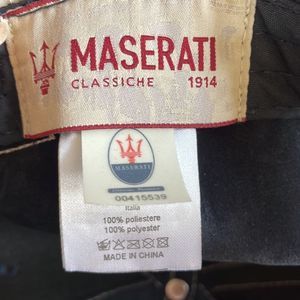 MASERATI
CLASSICHE 1914
MASERATI
00415539
Italia
100% poliestere
100% polyester
MADE IN CHINA